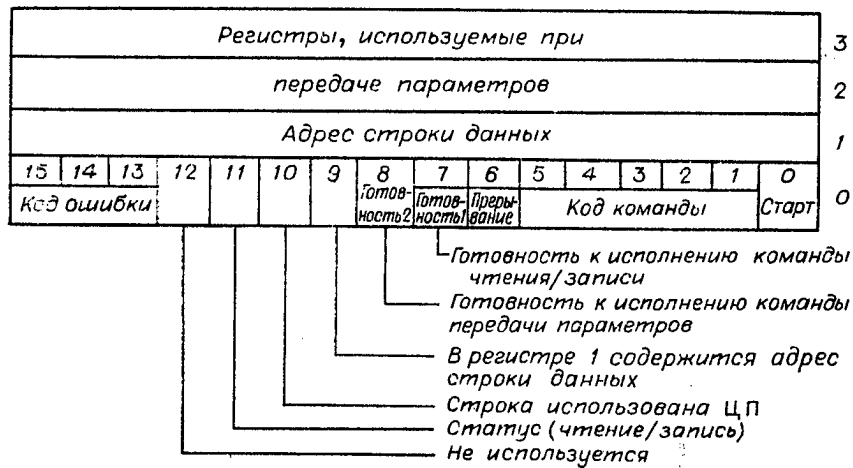 Регистры, используемые при 3
передаче параметров 2
Адрес строки данных 1
15 14 13 12 11 10 9 8 7 6 5 4 3 2 1 0
Код ошибки Готов-ность2 Готов-ность1 Преры-вание Код команды Старт 0
Готовность к исполнению команды
чтения/записи
Готовность к исполнению команды
передачи параметров
В регистре 1 содержится адрес
строки данных
Строка использована ЦП
Статус (чтение/запись)
Не используется